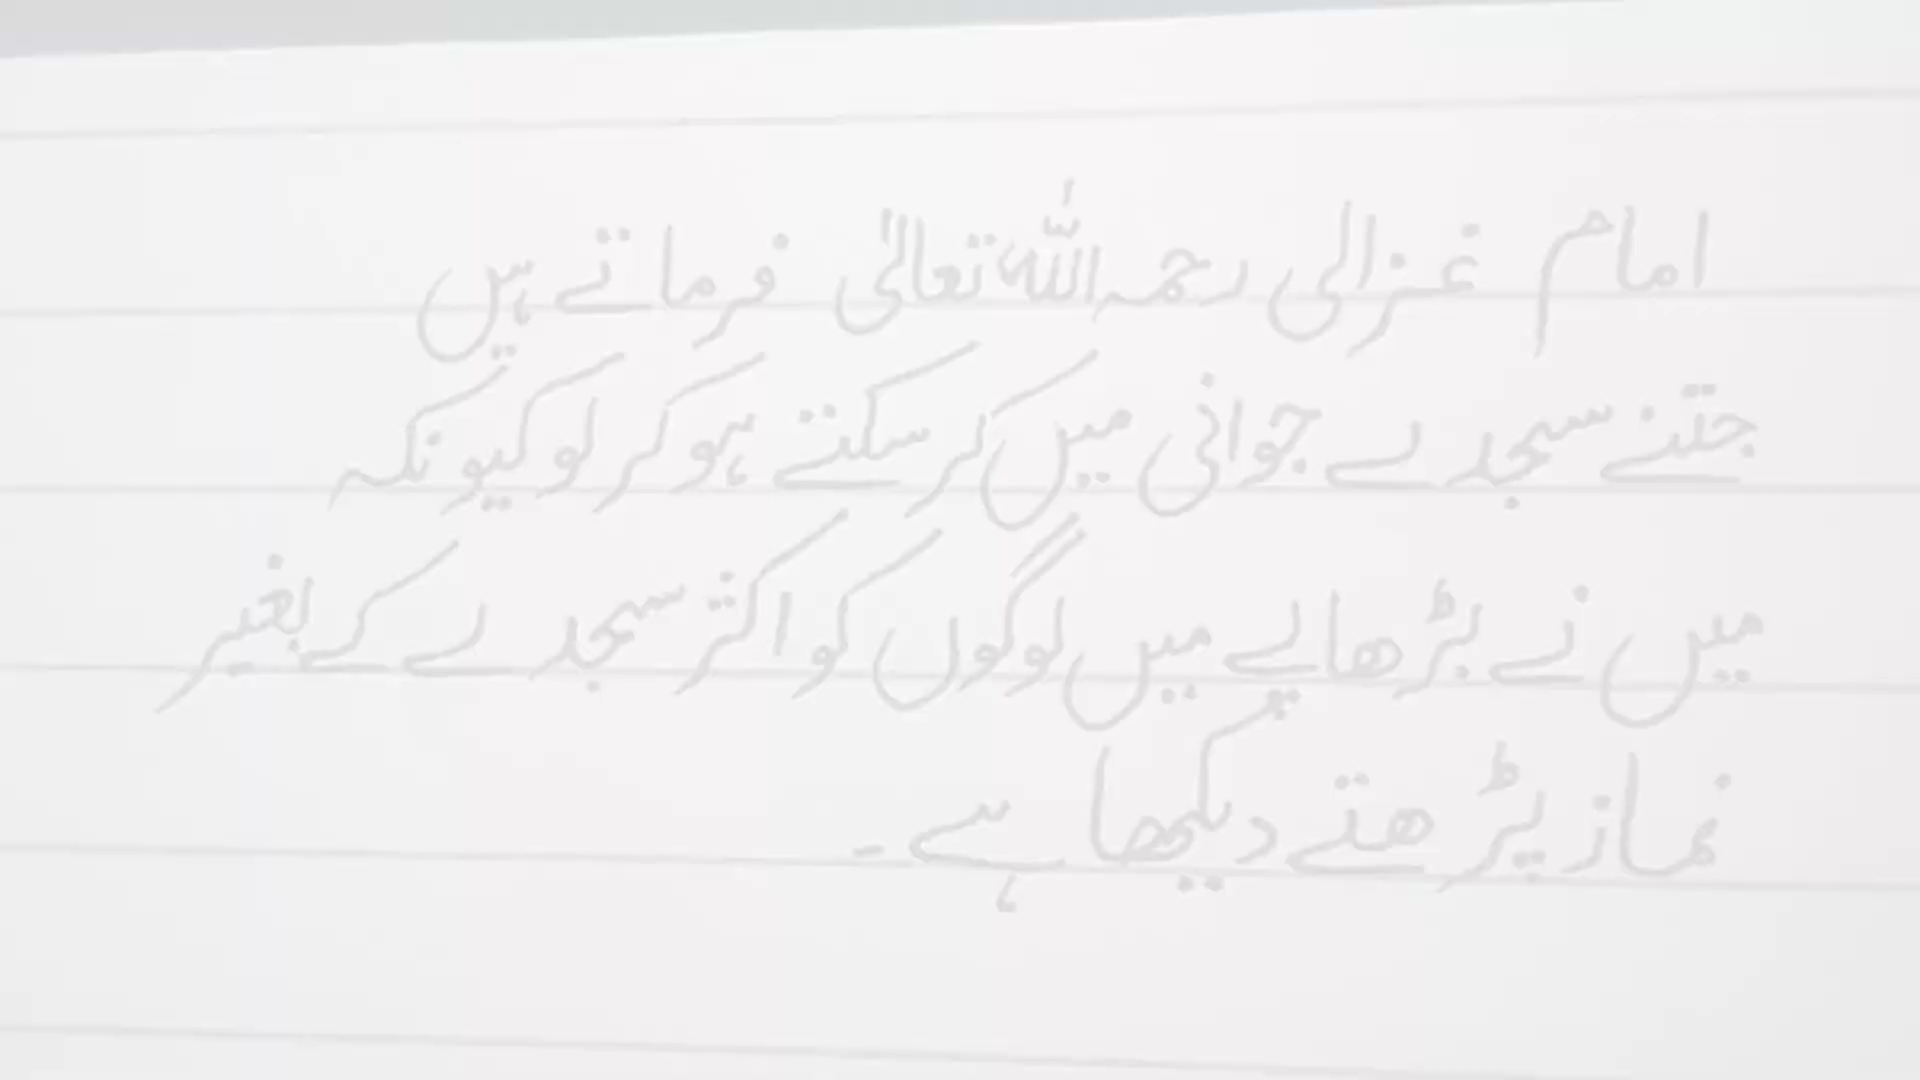 امام غزالی رحمہ اللہ تعالیٰ فرماتے ہیں
جتنے سجدے جوانی میں کر سکتے ہو کر لو کیونکہ
میں نے بڑھاپے میں لوگوں کو اکثر سجدے کے بغیر
نماز پڑھتے دیکھا ہے۔